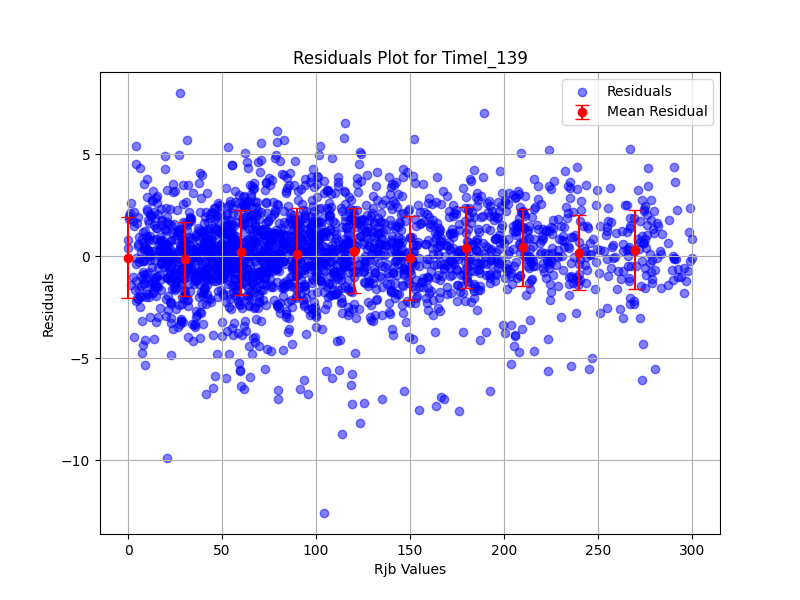 Residuals Plot for TimeI_139
Residuals
Mean Residual
5
0
−5
−10
Residuals
0 50 100 150 200 250 300
Rjb Values